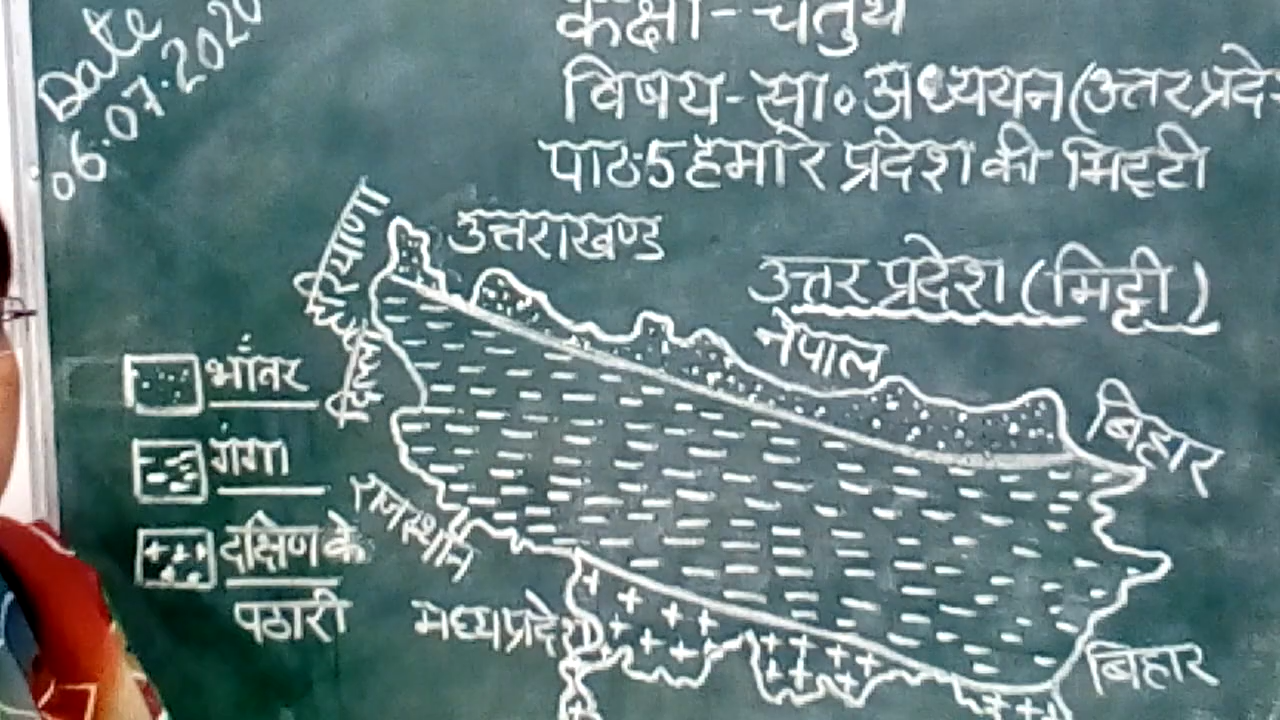 Date
06.07.2020
कक्षा - चतुर्थ
विषय - सा० अध्ययन (उत्तर प्रदे
पाठ-5 हमारे प्रदेश की मिट्टी
हरियाणा
उत्तराखण्ड
उत्तर प्रदेश (मिट्टी)
नेपाल
दिल्ली
भाँवर
बिहार
गंगा
राजस्थान
दक्षिण के
पठारी
मध्यप्रदेश
बिहार